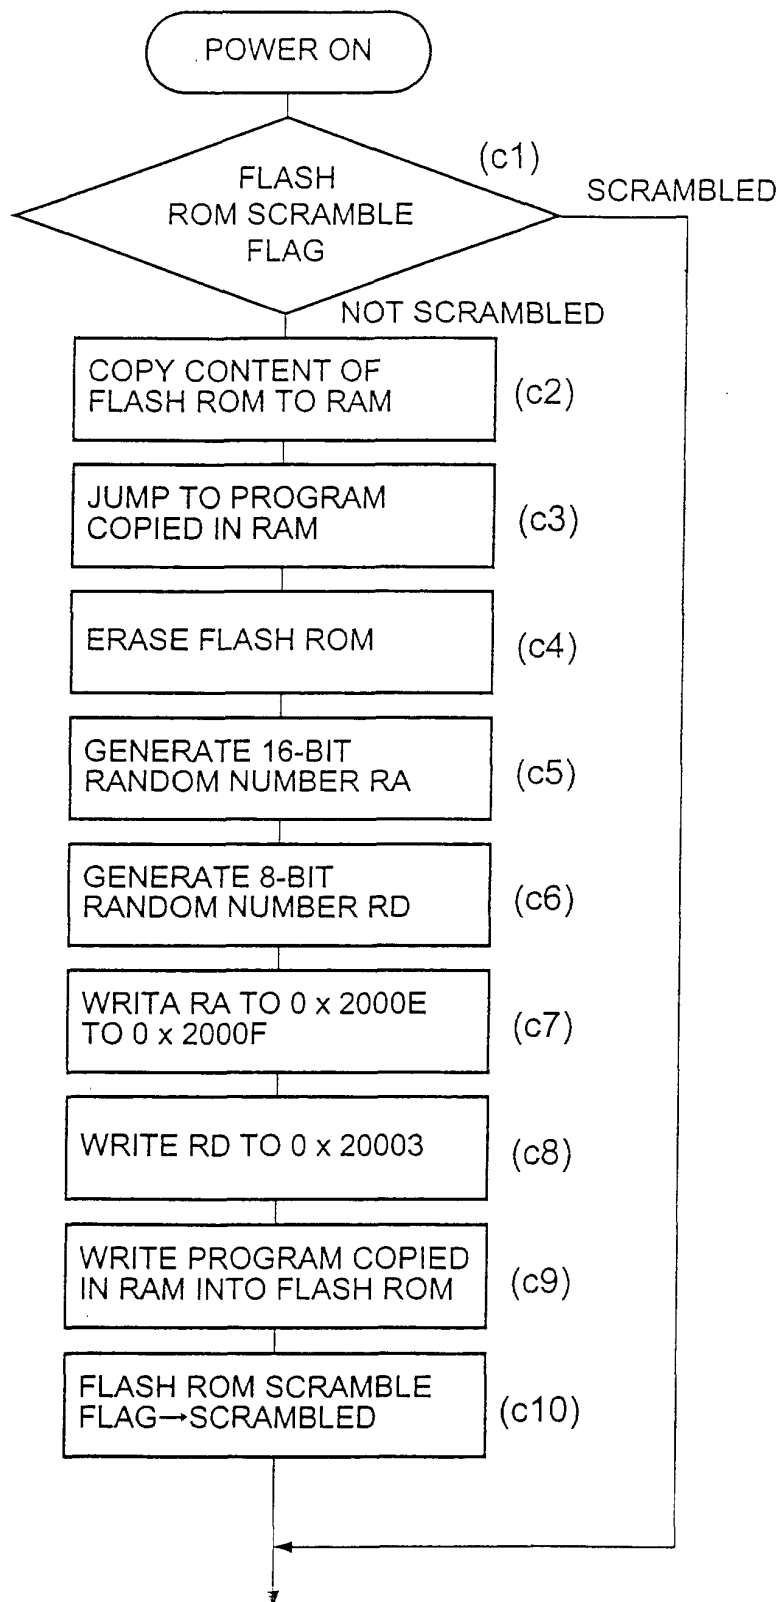 POWER ON
(c1)
FLASH
ROM SCRAMBLE
FLAG
SCRAMBLED
NOT SCRAMBLED
COPY CONTENT OF
FLASH ROM TO RAM
(c2)
JUMP TO PROGRAM
COPIED IN RAM
(c3)
ERASE FLASH ROM
(c4)
GENERATE 16-BIT
RANDOM NUMBER RA
(c5)
GENERATE 8-BIT
RANDOM NUMBER RD
(c6)
WRITA RA TO 0 x 2000E
TO 0 x 2000F
(c7)
WRITE RD TO 0 x 20003
(c8)
WRITE PROGRAM COPIED
IN RAM INTO FLASH ROM
(c9)
FLASH ROM SCRAMBLE
FLAG→SCRAMBLED
(c10)